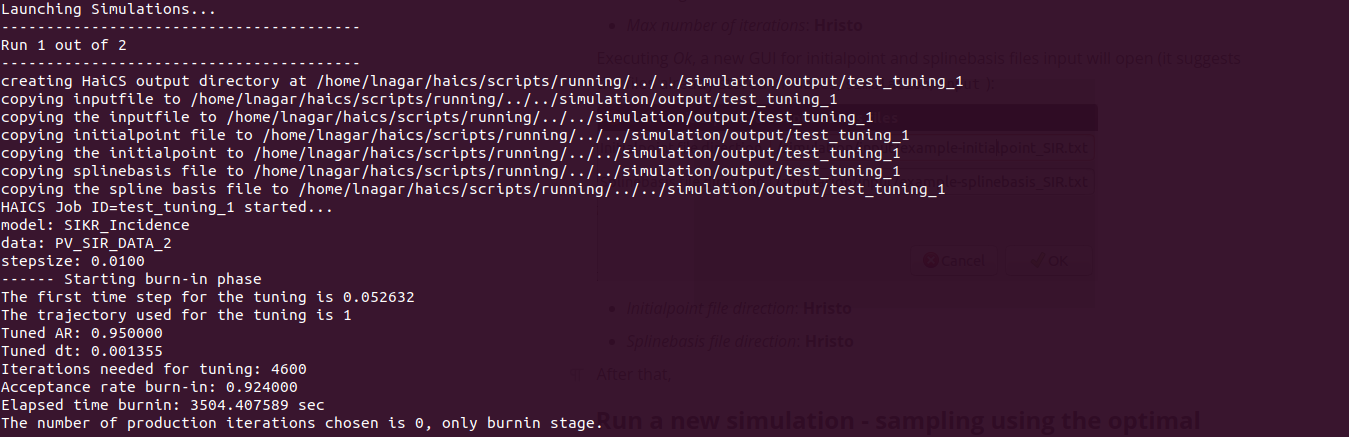 Launching Simulations...
----------------------------------------
Run 1 out of 2
----------------------------------------
creating HaiCS output directory at /home/lnagar/haics/scripts/running/../../simulation/output/test_tuning_1
copying inputfile to /home/lnagar/haics/scripts/running/../../simulation/output/test_tuning_1
copying the inputfile to /home/lnagar/haics/scripts/running/../../simulation/output/test_tuning_1
copying initialpoint file to /home/lnagar/haics/scripts/running/../../simulation/output/test_tuning_1
copying the initialpoint to /home/lnagar/haics/scripts/running/../../simulation/output/test_tuning_1
copying splinebasis file to /home/lnagar/haics/scripts/running/../../simulation/output/test_tuning_1
copying the spline basis file to /home/lnagar/haics/scripts/running/../../simulation/output/test_tuning_1
HAICS Job ID=test_tuning_1 started...
model: SIKR_Incidence
data: PV_SIR_DATA_2
stepsize: 0.0100
------ Starting burn-in phase
The first time step for the tuning is 0.052632
The trajectory used for the tuning is 1
Tuned AR: 0.950000
Tuned dt: 0.001355
Iterations needed for tuning: 4600
Acceptance rate burn-in: 0.924000
Elapsed time burnin: 3504.407589 sec
The number of production iterations chosen is 0, only burnin stage.
Max number of iterations: Hristo
Executing Ok, a new GUI for initialpoint and splinebasis files input will open (it suggests
example-initialpoint_SIR.txt
example-splinebasis_SIR.txt
Cancel
OK
Initialpoint file direction: Hristo
Splinebasis file direction: Hristo
After that,
Run a new simulation - sampling using the optimal